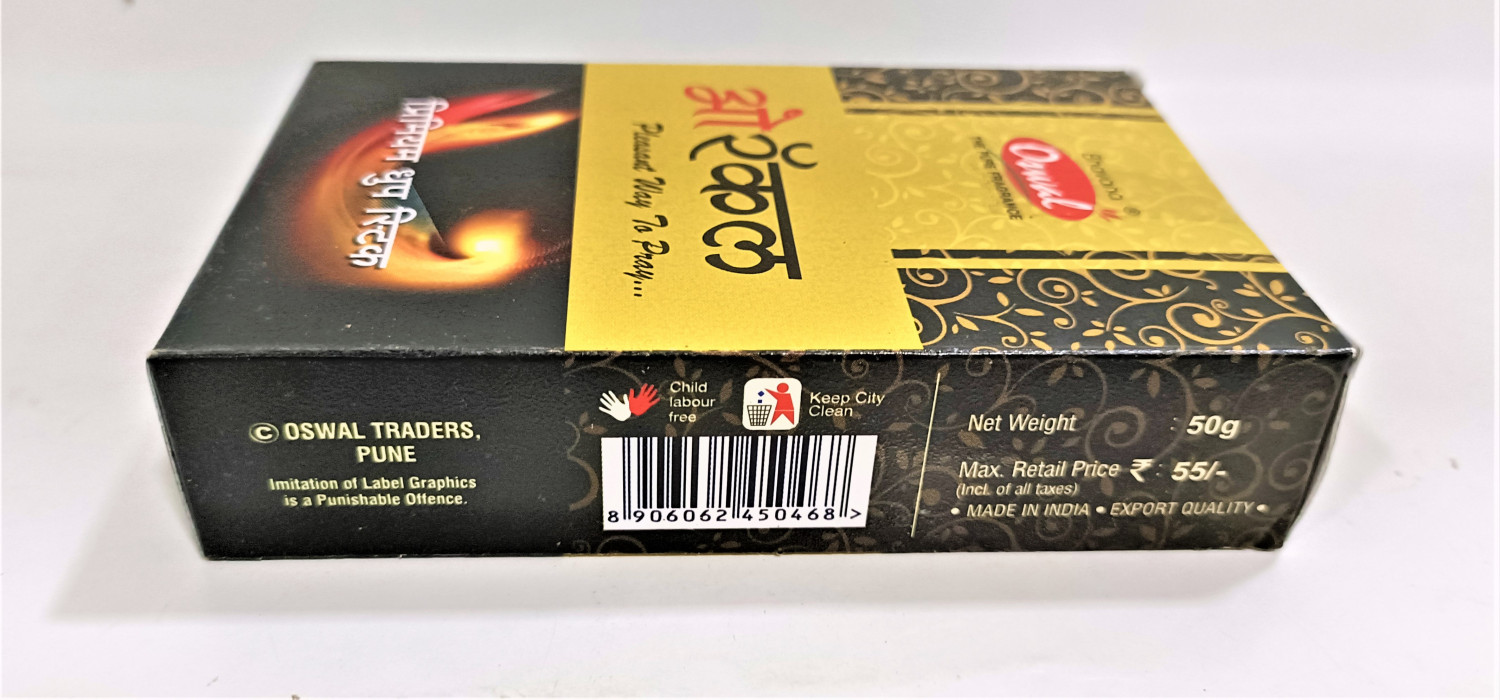 Oswal
THE PURE FRAGRANCE
ओरॅकल
Pleasant Way To Pray...
प्रिमियम धुप स्टिक
© OSWAL TRADERS,
PUNE
Imitation of Label Graphics
is a Punishable Offence.
Child
labour
free
Keep City
Clean
8 906062 450468 >
Net Weight : 50g
Max. Retail Price ₹ : 55/-
(Incl. of all taxes)
• MADE IN INDIA • EXPORT QUALITY •